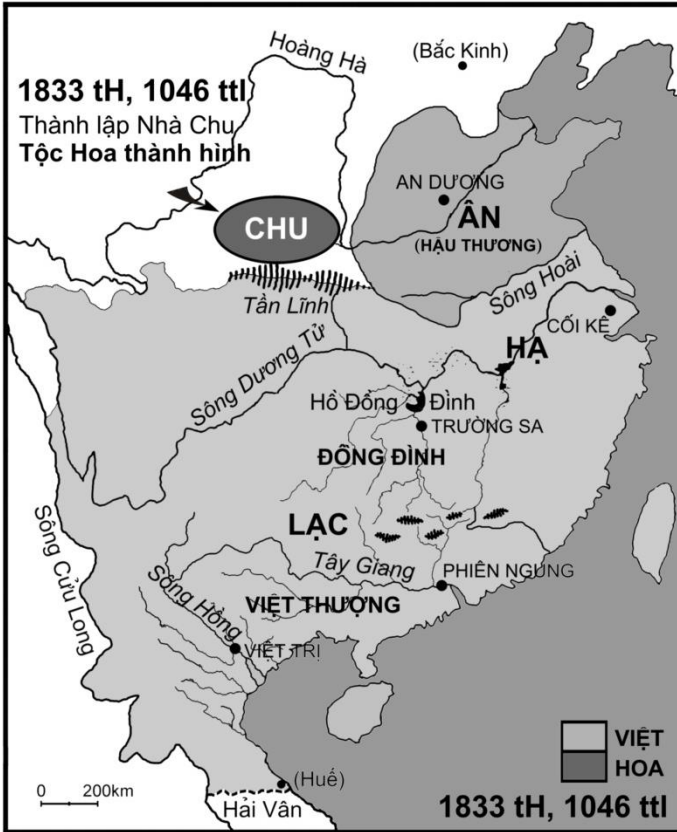 Hoàng Hà
(Bắc Kinh)
1833 tH, 1046 ttl
Thành lập Nhà Chu
Tộc Hoa thành hình
AN DƯƠNG
ÂN
(HẬU THƯƠNG)
CHU
Tần Lĩnh
Sông Hoài
CỐI KÊ
HẠ
Sông Dương Tử
Hồ Động Đình
TRƯỜNG SA
ĐỘNG ĐÌNH
LẠC
Tây Giang
PHIÊN NGUNG
Sông Cửu Long
Sông Hồng
VIỆT THƯỢNG
VIỆT TRÌ
VIỆT
HOA
0 200km
(Huế)
Hải Vân
1833 tH, 1046 ttl